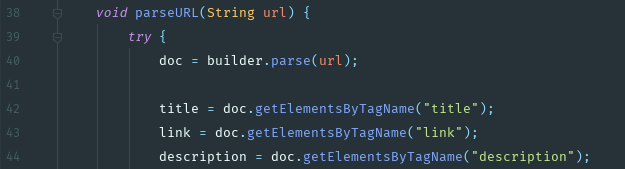 38 void parseURL(String url) {
39 try {
40 doc = builder.parse(url);
41
42 title = doc.getElementsByTagName("title");
43 link = doc.getElementsByTagName("link");
44 description = doc.getElementsByTagName("description");